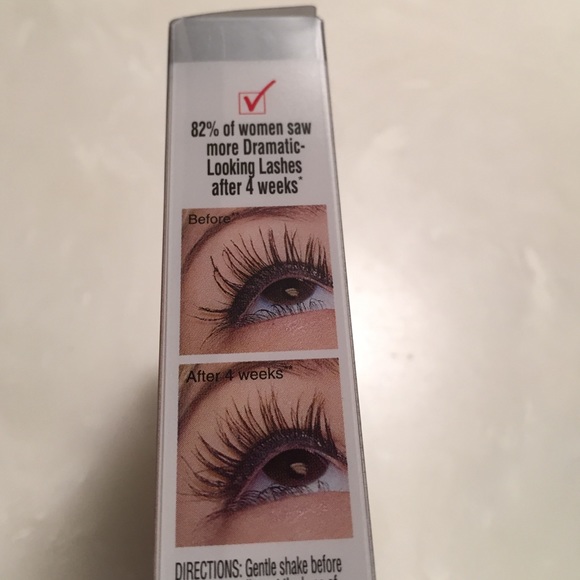 82% of women saw
more Dramatic-
Looking Lashes
after 4 weeks*
Before**
After 4 weeks**
DIRECTIONS: Gentle shake before